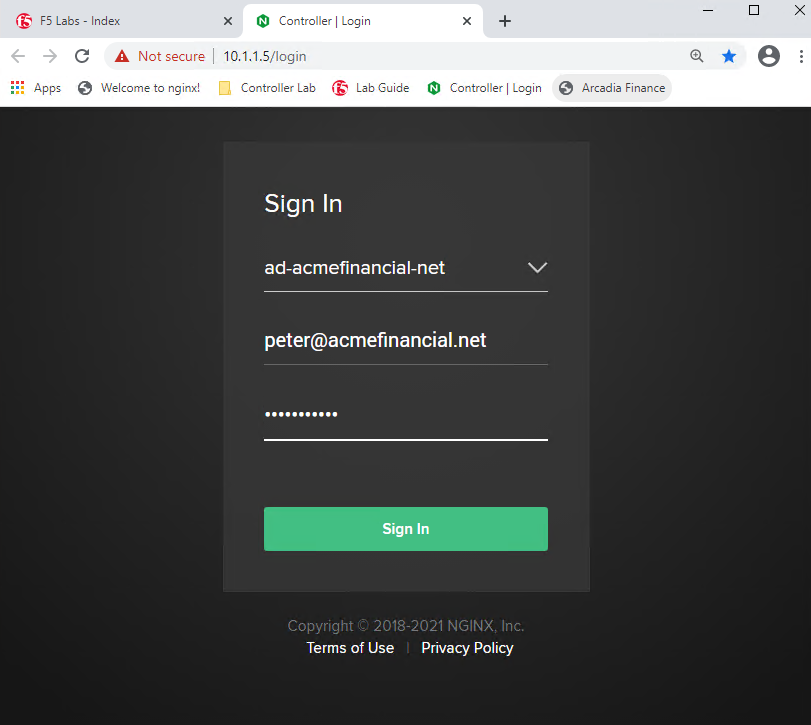 F5 Labs - Index
Controller | Login
Not secure | 10.1.1.5/login
Apps Welcome to nginx! Controller Lab Lab Guide Controller | Login Arcadia Finance
Sign In
ad-acmefinancial-net
peter@acmefinancial.net
•••••••••••
Sign In
Copyright © 2018-2021 NGINX, Inc.
Terms of Use | Privacy Policy